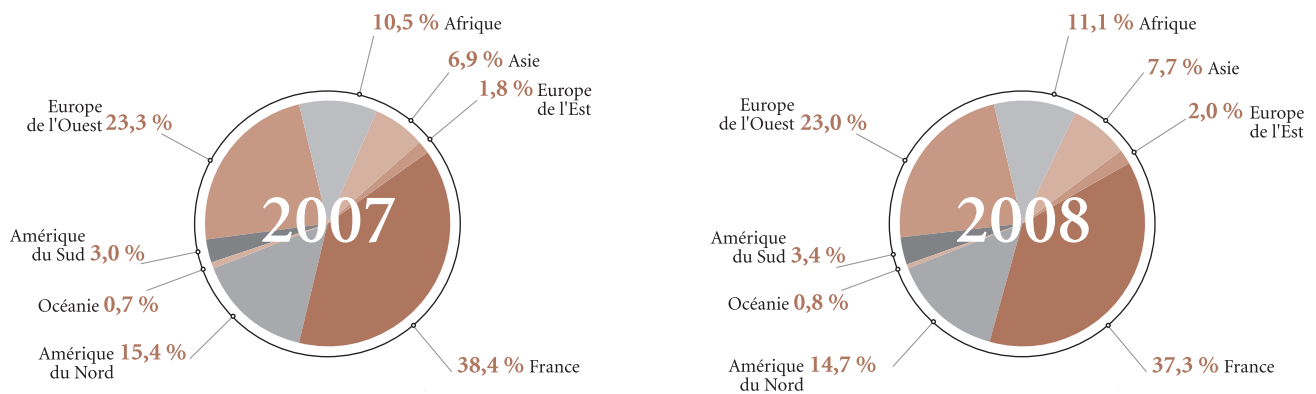 10,5 % Afrique
6,9 % Asie
1,8 % Europe
de l'Est
Europe
de l'Ouest 23,3 %
2007
Amérique
du Sud 3,0 %
Océanie 0,7 %
Amérique 15,4 %
du Nord
38,4 % France
11,1 % Afrique
7,7 % Asie
2,0 % Europe
de l'Est
Europe
de l'Ouest 23,0 %
2008
Amérique
du Sud 3,4 %
Océanie 0,8 %
Amérique 14,7 %
du Nord
37,3 % France